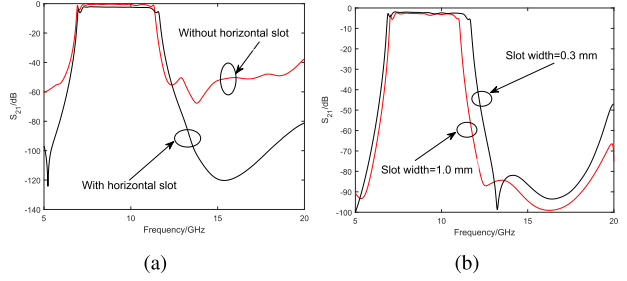 0
-20
-40
-60
-80
-100
-120
-140
S21/dB
5
10
15
20
Frequency/GHz
Without horizontal slot
With horizontal slot
(a)
0
-10
-20
-30
-40
-50
-60
-70
-80
-90
-100
S21/dB
5
10
15
20
Frequency/GHz
Slot width=0.3 mm
Slot width=1.0 mm
(b)